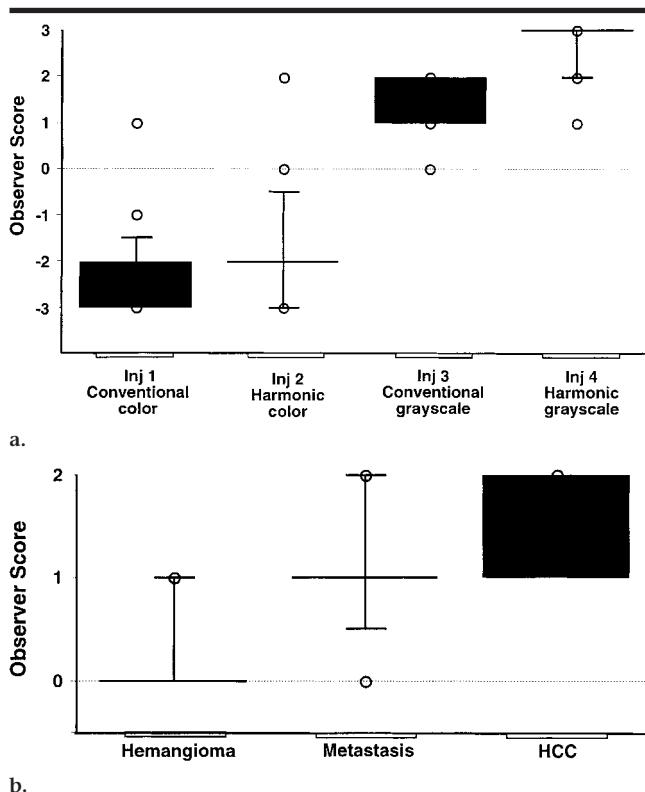 3
2
1
0
-1
-2
-3
Observer Score
Inj 1
Conventional
color
Inj 2
Harmonic
color
Inj 3
Conventional
grayscale
Inj 4
Harmonic
grayscale
a.
2
1
0
Observer Score
Hemangioma
Metastasis
HCC
b.